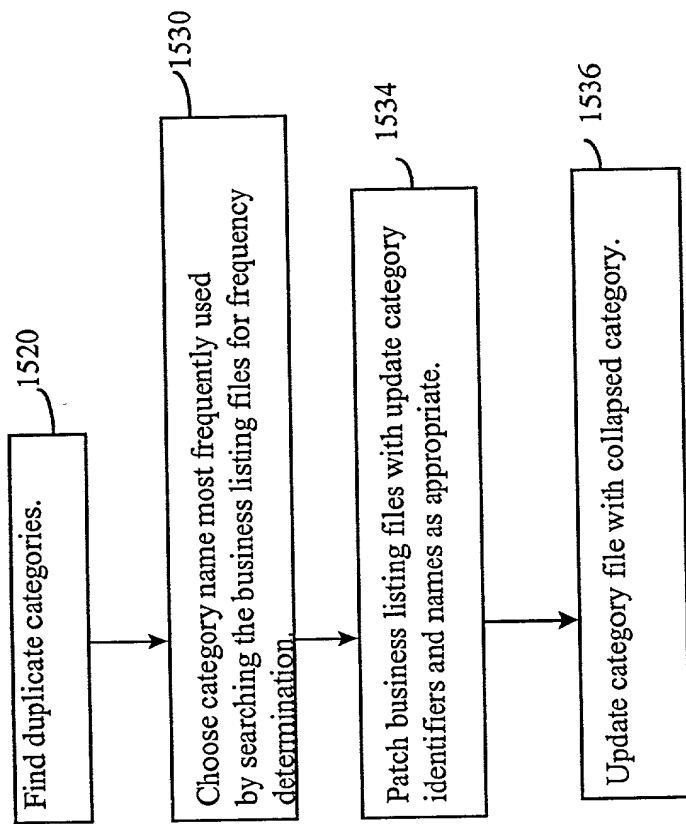 1520
Find duplicate categories.
1530
Choose category name most frequently used
by searching the business listing files for frequency
determination.
1534
Patch business listing files with update category
identifiers and names as appropriate.
1536
Update category file with collapsed category.